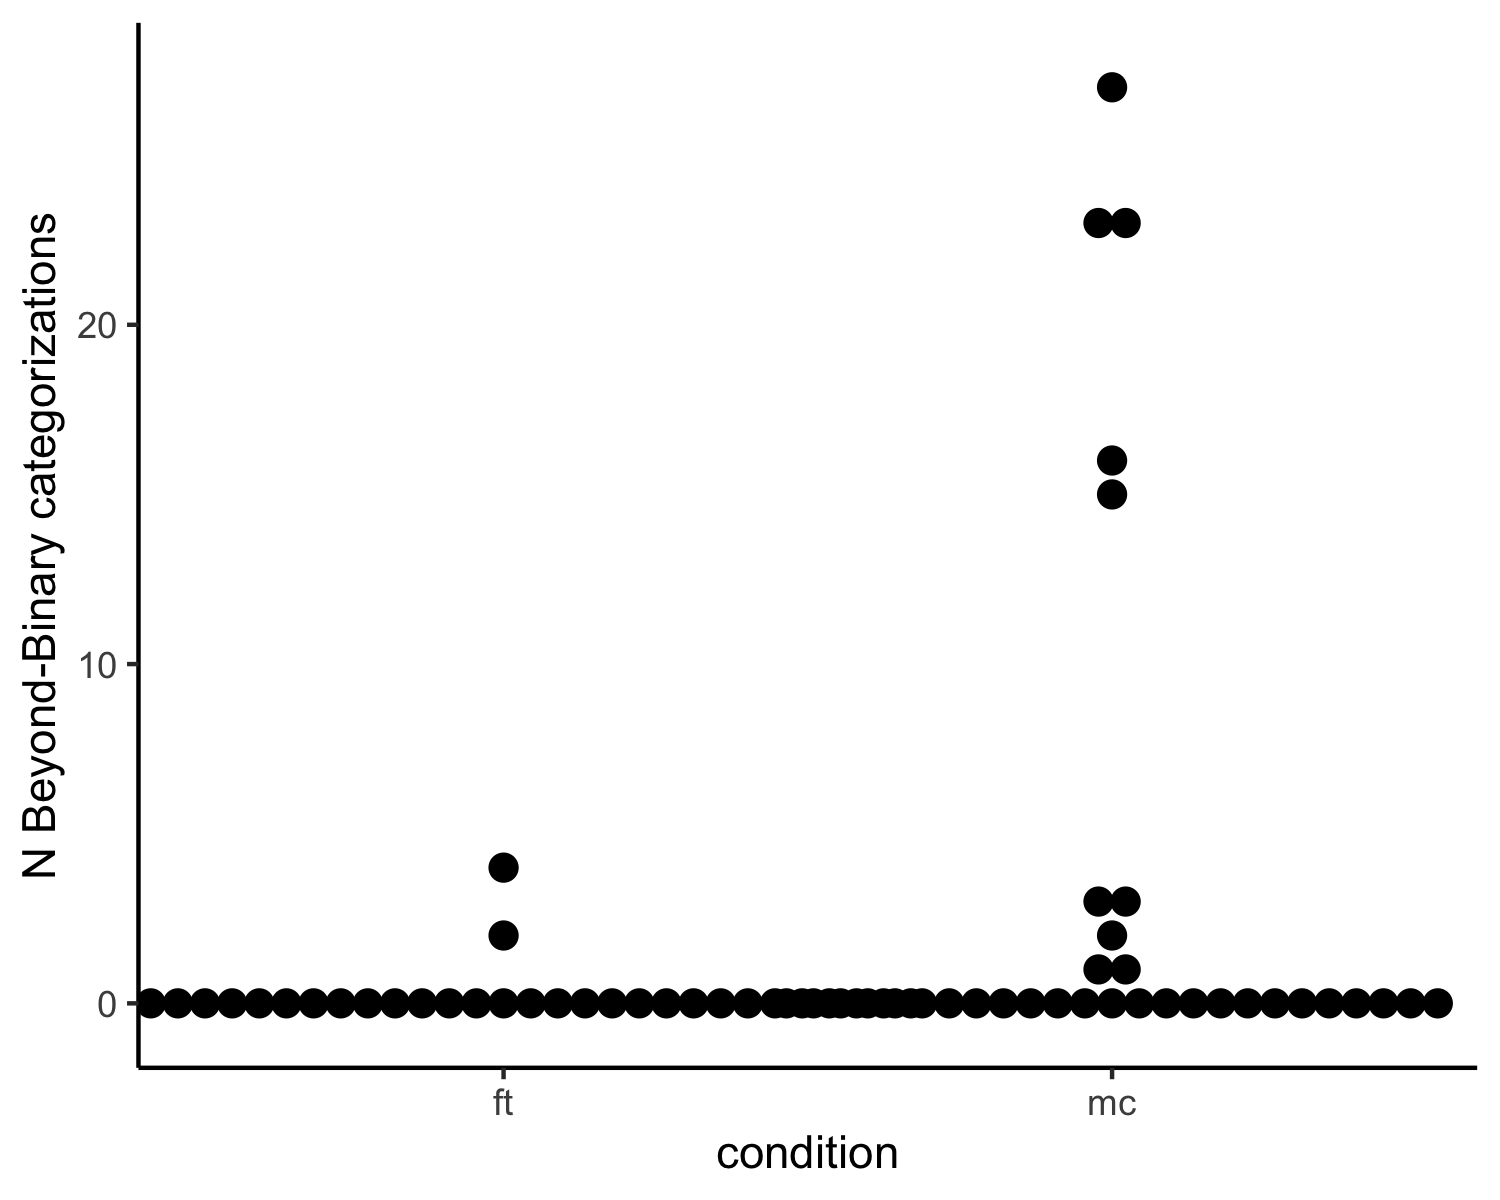 N Beyond-Binary categorizations
20
10
0
ft
mc
condition